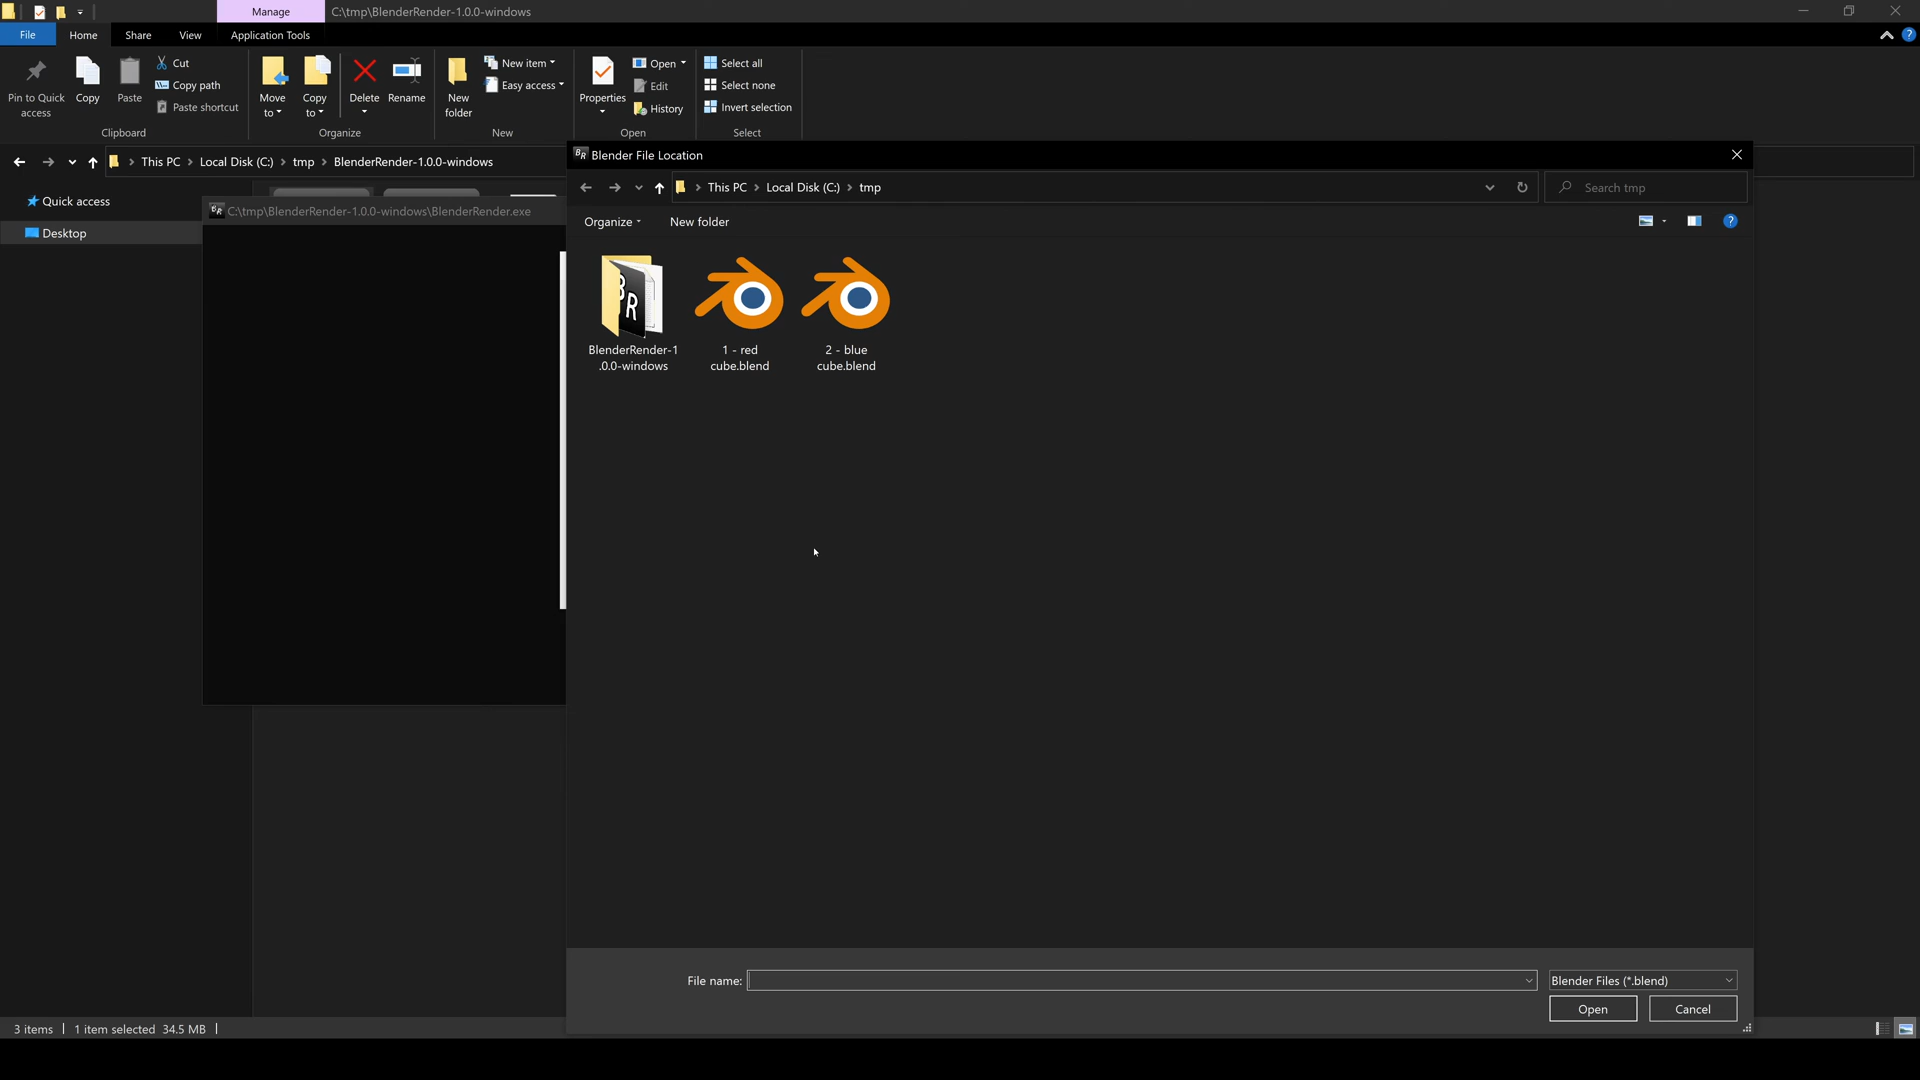 Manage
C:\tmp\BlenderRender-1.0.0-windows
File
Home
Share
View
Application Tools
Pin to Quick
access
Copy
Paste
Cut
Copy path
Paste shortcut
Clipboard
Move
to
Copy
to
Delete
Rename
Organize
New
folder
New item
Easy access
New
Properties
Open
Edit
History
Open
Select all
Select none
Invert selection
Select
This PC > Local Disk (C:) > tmp > BlenderRender-1.0.0-windows
Quick access
Desktop
C:\tmp\BlenderRender-1.0.0-windows\BlenderRender.exe
BR Blender File Location
This PC > Local Disk (C:) > tmp
Search tmp
Organize
New folder
BR
BlenderRender-1
.0.0-windows
1 - red
cube.blend
2 - blue
cube.blend
File name:
Blender Files (*.blend)
Open
Cancel
3 items
1 item selected 34.5 MB